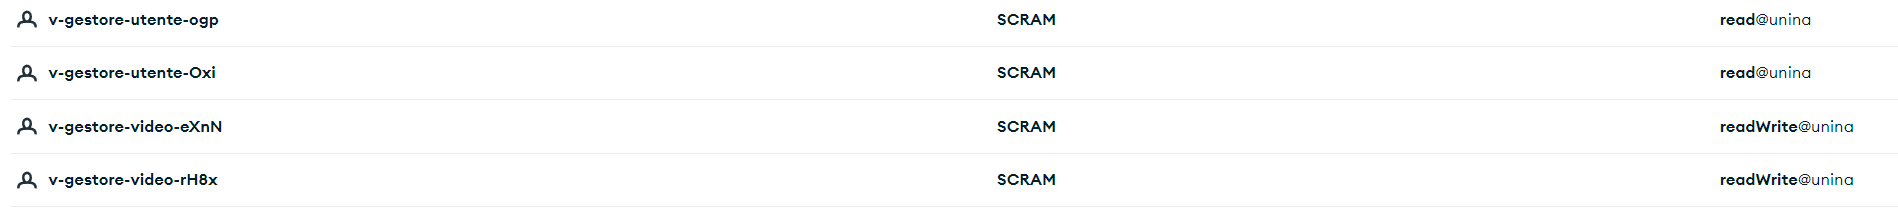 v-gestore-utente-ogp SCRAM read@unina
v-gestore-utente-Oxi SCRAM read@unina
v-gestore-video-eXnN SCRAM readWrite@unina
v-gestore-video-rH8x SCRAM readWrite@unina